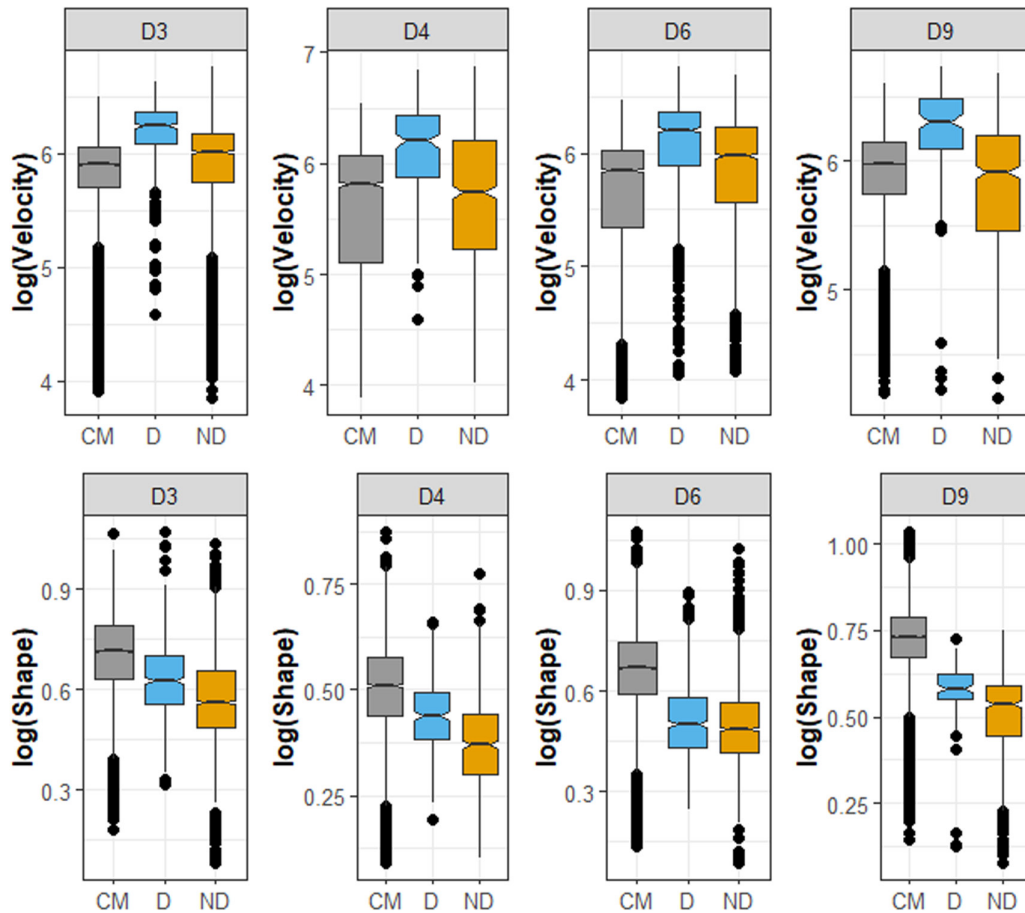 D3 D4 D6 D9
log(Velocity)
6
5
4
CM D ND
log(Velocity)
7
6
5
4
CM D ND
log(Velocity)
6
5
4
CM D ND
log(Velocity)
6
5
CM D ND
D3 D4 D6 D9
log(Shape)
0.9
0.6
0.3
CM D ND
log(Shape)
0.75
0.50
0.25
CM D ND
log(Shape)
0.9
0.6
0.3
CM D ND
log(Shape)
1.00
0.75
0.50
0.25
CM D ND